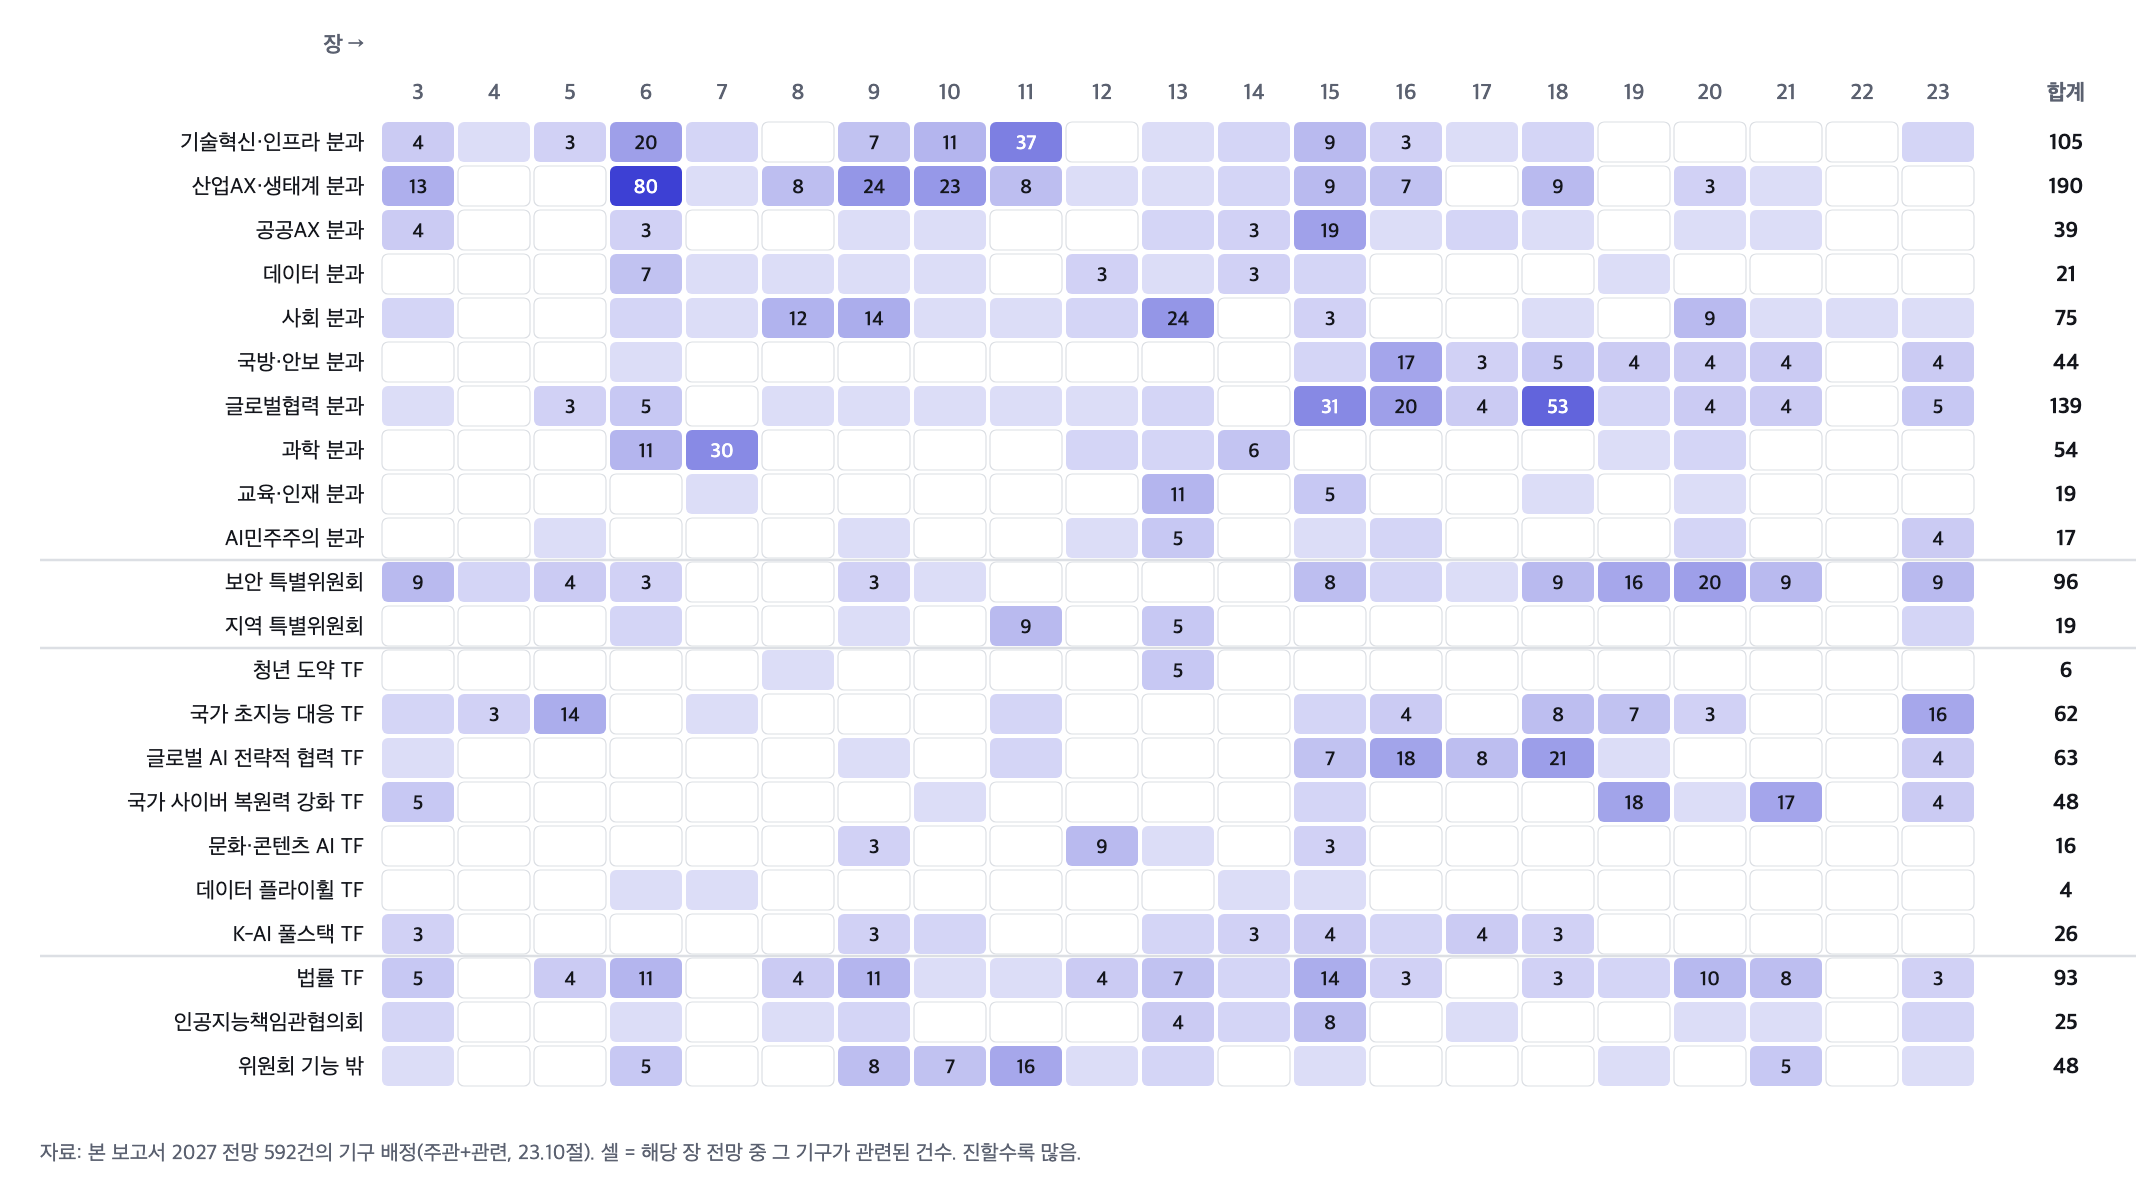 장 →
3 4 5 6 7 8 9 10 11 12 13 14 15 16 17 18 19 20 21 22 23 합계
기술혁신·인프라 분과 4 3 20 7 11 37 9 3 105
산업AX·생태계 분과 13 80 8 24 23 8 9 7 9 3 190
공공AX 분과 4 3 3 19 39
데이터 분과 7 3 3 21
사회 분과 12 14 24 3 9 75
국방·안보 분과 17 3 5 4 4 4 4 44
글로벌협력 분과 3 5 31 20 4 53 4 4 5 139
과학 분과 11 30 6 54
교육·인재 분과 11 5 19
AI민주주의 분과 5 4 17
보안 특별위원회 9 4 3 3 8 9 16 20 9 9 96
지역 특별위원회 9 5 19
청년 도약 TF 5 6
국가 초지능 대응 TF 3 14 4 8 7 3 16 62
글로벌 AI 전략적 협력 TF 7 18 8 21 4 63
국가 사이버 복원력 강화 TF 5 18 17 4 48
문화·콘텐츠 AI TF 3 9 3 16
데이터 플라이휠 TF 4
K-AI 풀스택 TF 3 3 3 4 4 3 26
법률 TF 5 4 11 4 11 4 7 14 3 3 10 8 3 93
인공지능책임관협의회 4 8 25
위원회 기능 밖 5 8 7 16 5 48
자료: 본 보고서 2027 전망 592건의 기구 배정(주관+관련, 23.10절). 셀 = 해당 장 전망 중 그 기구가 관련된 건수. 진할수록 많음.